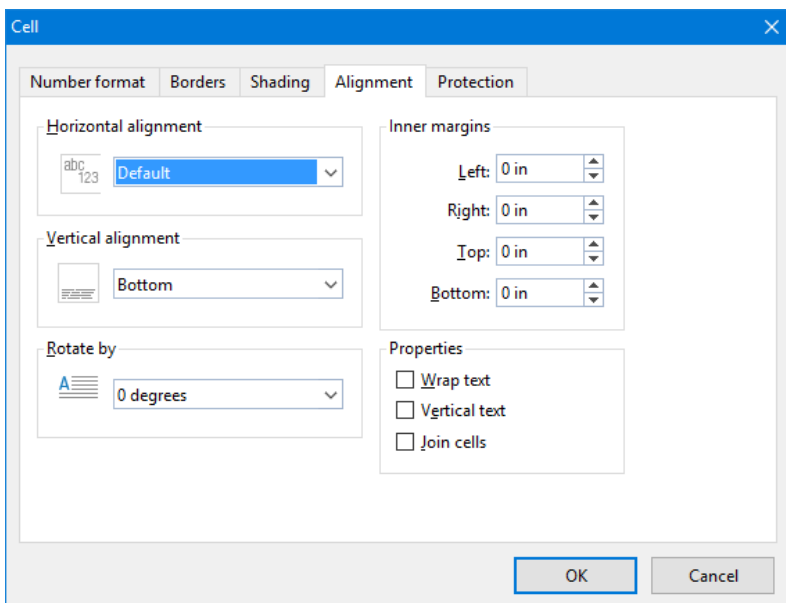 Cell
Number format Borders Shading Alignment Protection
Horizontal alignment
abc
123
Default
Vertical alignment
Bottom
Rotate by
A
0 degrees
Inner margins
Left: 0 in
Right: 0 in
Top: 0 in
Bottom: 0 in
Properties
Wrap text
Vertical text
Join cells
OK Cancel